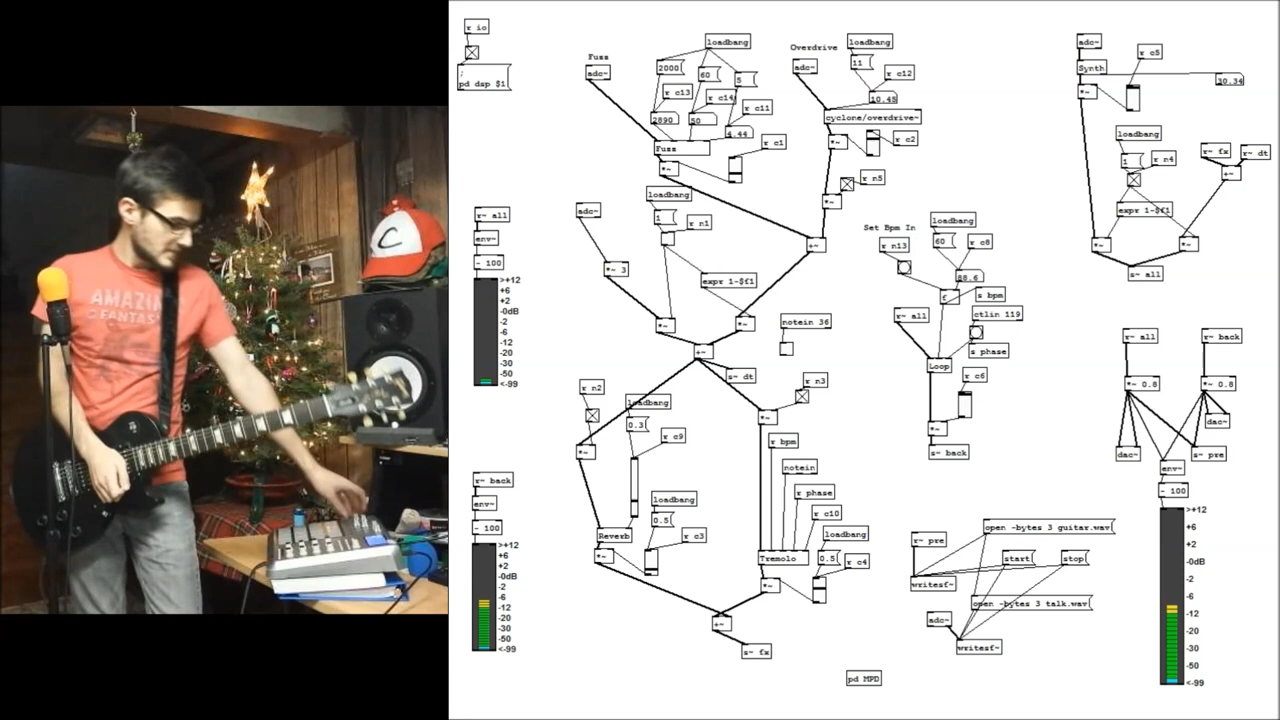 AMAZIN
FANTAS
C
r io
;
pd dsp $1
r~ all
env~
- 100
>+12
+6
+2
-0dB
-2
-6
-12
-20
-30
-50
<-99
r~ back
env~
- 100
>+12
+6
+2
-0dB
-2
-6
-12
-20
-30
-50
<-99
Fuzz
adc~
loadbang
2000
60
5
r c13
r c14
r c11
2890
50
4.44
Fuzz
r c1
*~
Overdrive
adc~
loadbang
11
r c12
10.45
cyclone/overdrive~
*~
r c2
r n5
*~
+~
loadbang
adc~
1
r n1
*~ 3
expr 1-$f1
*~
*~
notein 36
+~
s~ dt
r n2
loadbang
0.3
r c9
*~
r n3
*~
r bpm
notein
r phase
r c10
loadbang
0.5
r c3
Reverb
*~
loadbang
0.5
r c4
Tremolo
*~
+~
s~ fx
Set Bpm In
loadbang
r n13
60
r c8
88.6
f
s bpm
r~ all
ctlin 119
s phase
Loop
r c6
*~
s~ back
adc~
Synth
r c5
30.34
*~
loadbang
1
r n4
expr 1-$f1
r~ fx
r~ dt
+~
*~
*~
s~ all
r~ all
r~ back
*~ 0.8
*~ 0.8
dac~
dac~
s~ pre
env~
- 100
>+12
+6
+2
-0dB
-2
-6
-12
-20
-30
-50
<-99
open -bytes 3 guitar.wav
r~ pre
start
stop
writesf~
open -bytes 3 talk.wav
adc~
writesf~
pd MPD